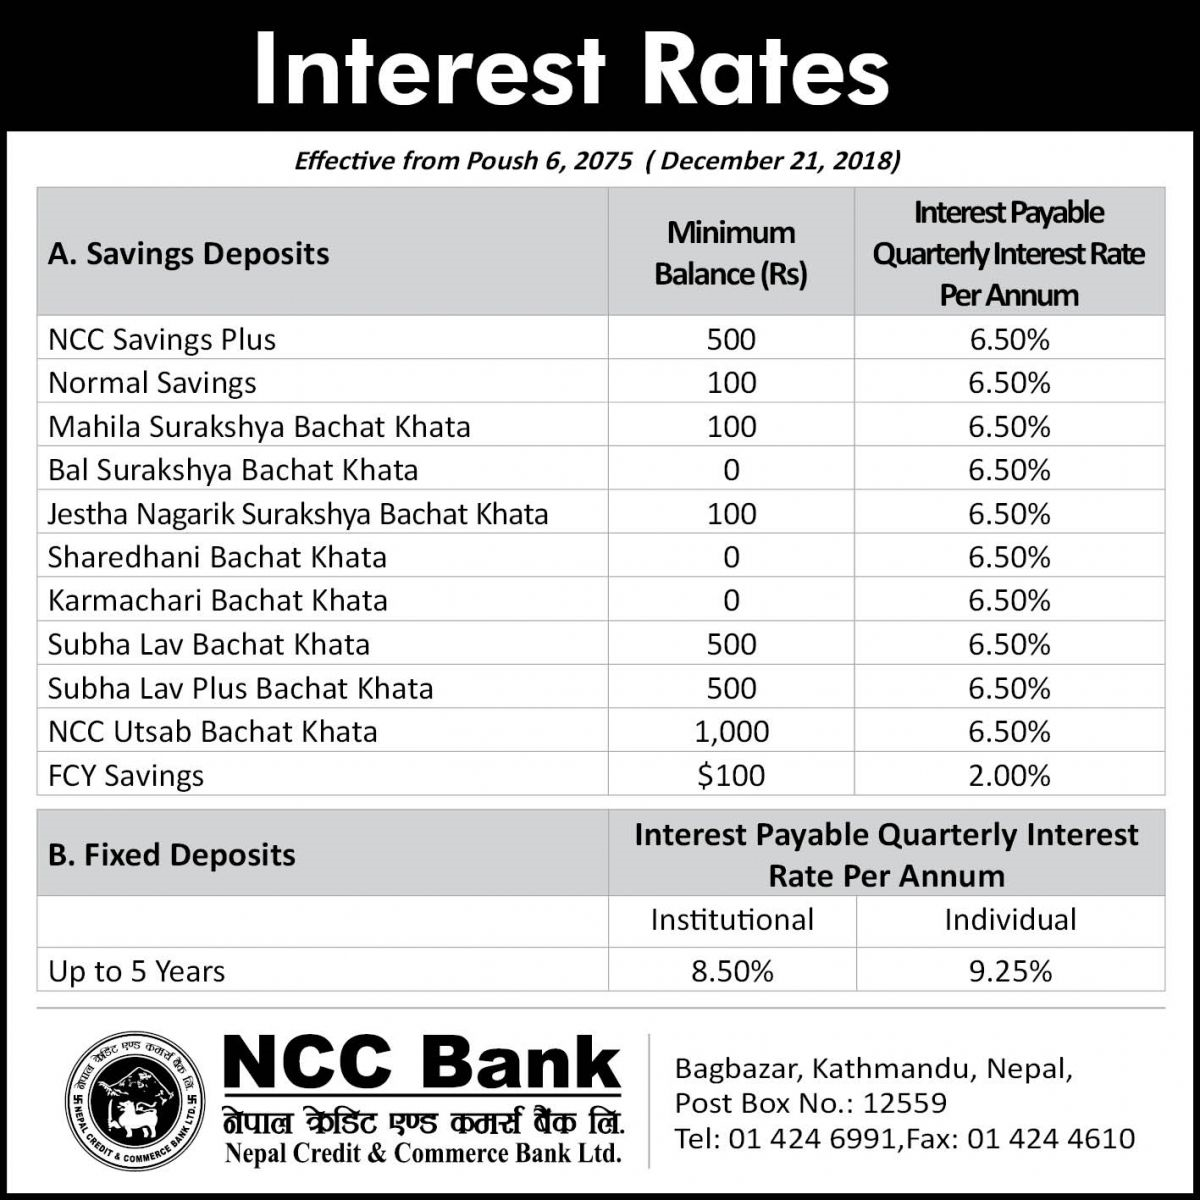 Interest Rates
Effective from Poush 6, 2075 ( December 21, 2018)
A. Savings Deposits
Minimum
Balance (Rs)
Interest Payable
Quarterly Interest Rate
Per Annum
NCC Savings Plus 500 6.50%
Normal Savings 100 6.50%
Mahila Surakshya Bachat Khata 100 6.50%
Bal Surakshya Bachat Khata 0 6.50%
Jestha Nagarik Surakshya Bachat Khata 100 6.50%
Sharedhani Bachat Khata 0 6.50%
Karmachari Bachat Khata 0 6.50%
Subha Lav Bachat Khata 500 6.50%
Subha Lav Plus Bachat Khata 500 6.50%
NCC Utsab Bachat Khata 1,000 6.50%
FCY Savings $100 2.00%
B. Fixed Deposits
Interest Payable Quarterly Interest
Rate Per Annum
Institutional Individual
Up to 5 Years 8.50% 9.25%
नेपाल क्रेडिट एण्ड कमर्स बैंक लि.
NEPAL CREDIT & COMMERCE BANK LTD.
NCC Bank
नेपाल क्रेडिट एण्ड कमर्स बैंक लि.
Nepal Credit & Commerce Bank Ltd.
Bagbazar, Kathmandu, Nepal,
Post Box No.: 12559
Tel: 01 424 6991,Fax: 01 424 4610